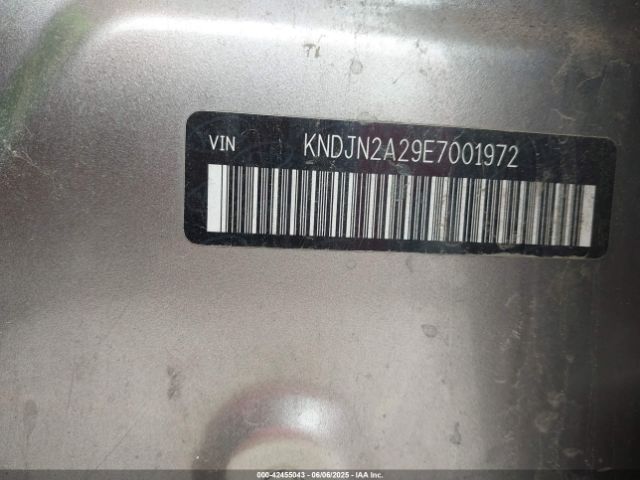 VIN KNDJN2A29E7001972
000-42455043 - 06/06/2025 - IAA Inc.